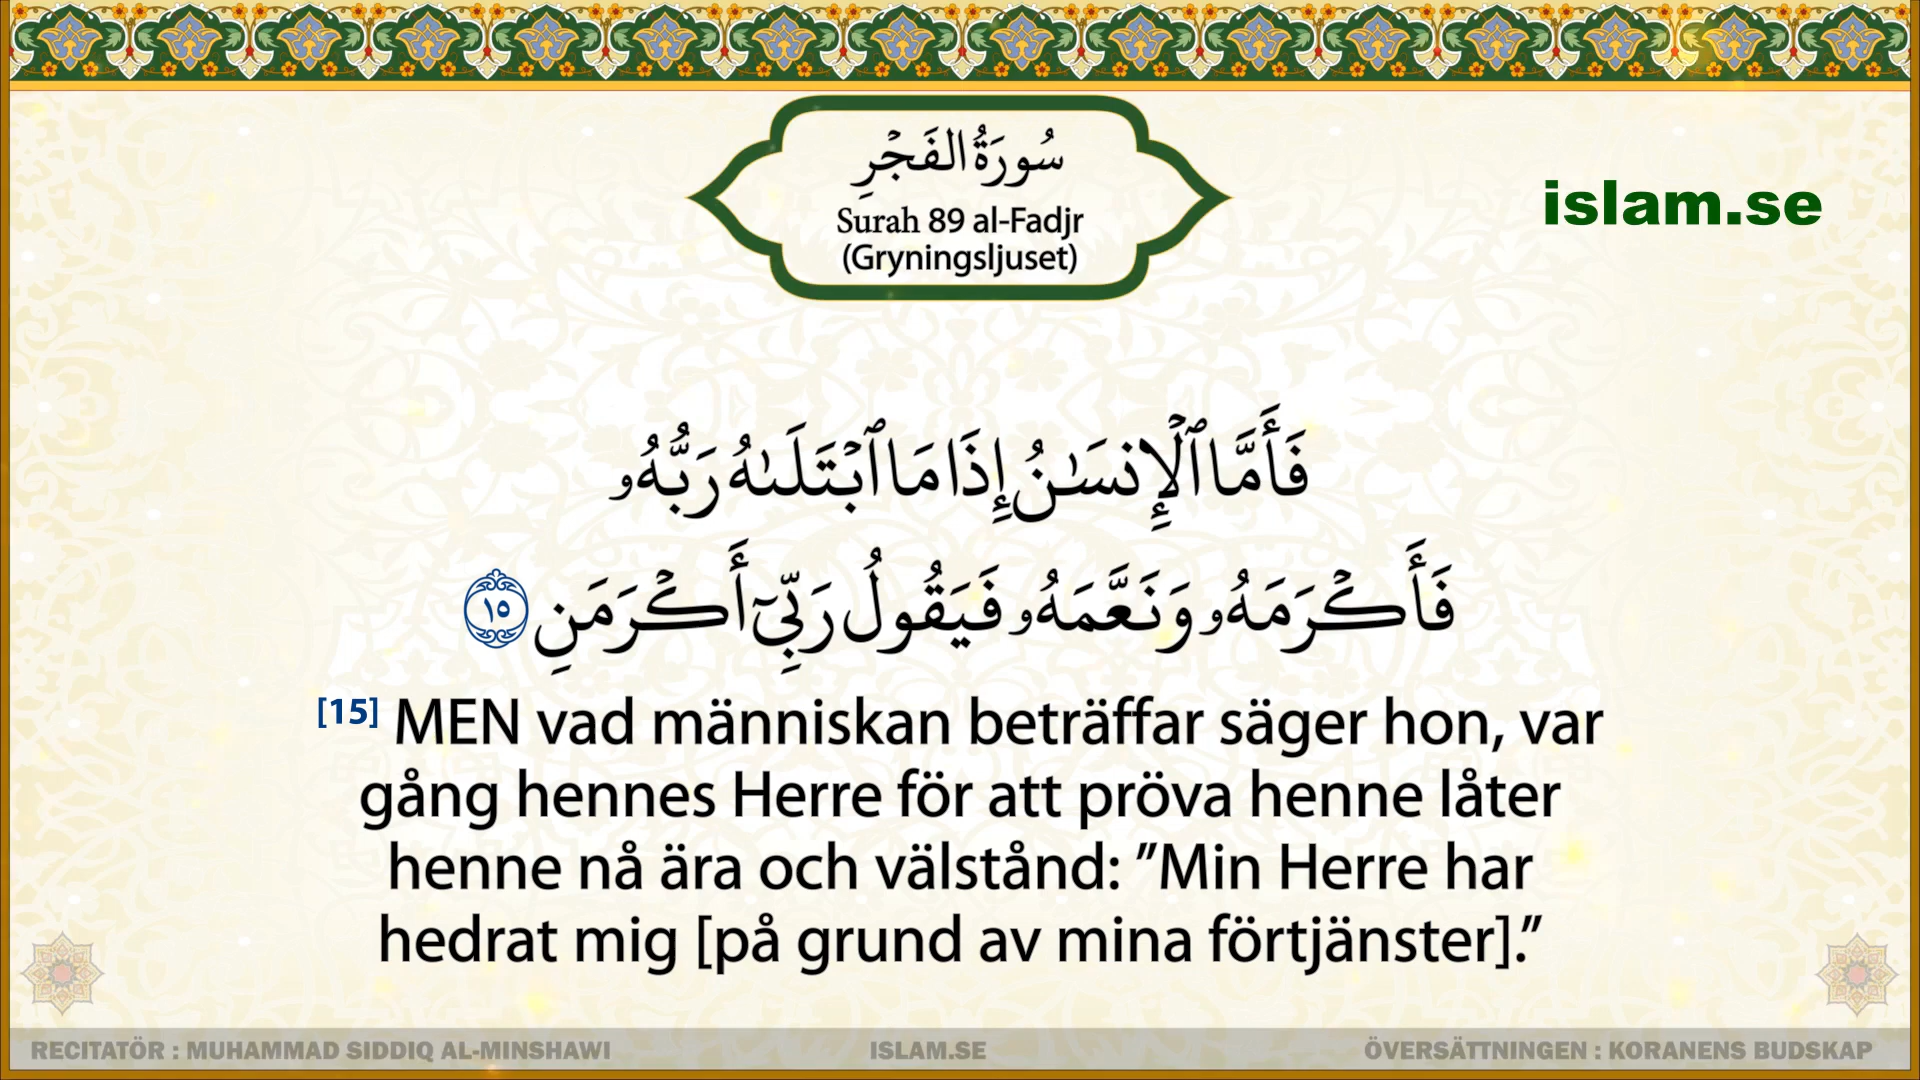 سُورَةُ الفَجْرِ
Surah 89 al-Fadjr
(Gryningsljuset)
islam.se
فَأَمَّا ٱلْإِنسَـٰنُ إِذَا مَا ٱبْتَلَىٰهُ رَبُّهُۥ
فَأَكْرَمَهُۥ وَنَعَّمَهُۥ فَيَقُولُ رَبِّىٓ أَكْرَمَنِ ١٥
[15] MEN vad människan beträffar säger hon, var
gång hennes Herre för att pröva henne låter
henne nå ära och välstånd: ”Min Herre har
hedrat mig [på grund av mina förtjänster].”
RECITATÖR : MUHAMMAD SIDDIQ AL-MINSHAWI
ISLAM.SE
ÖVERSÄTTNINGEN : KORANENS BUDSKAP